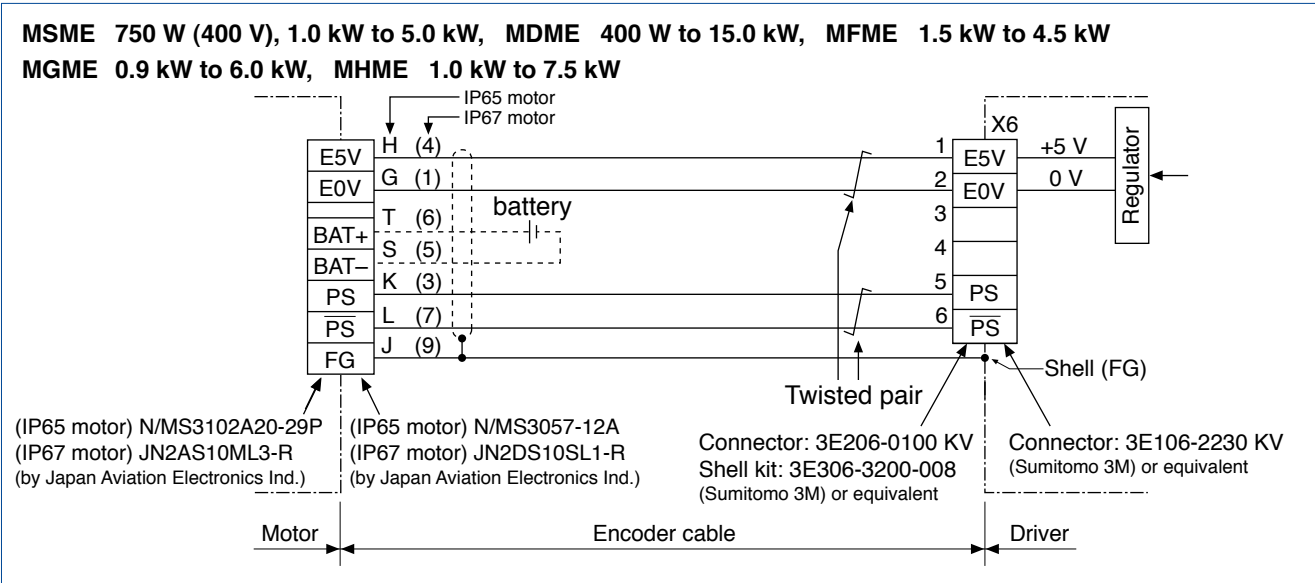 MSME 750 W (400 V), 1.0 kW to 5.0 kW, MDME 400 W to 15.0 kW, MFME 1.5 kW to 4.5 kW
MGME 0.9 kW to 6.0 kW, MHME 1.0 kW to 7.5 kW
IP65 motor
IP67 motor
X6
E5V H (4) 1 E5V +5 V
E0V G (1) 2 E0V 0 V
Regulator
battery
3
BAT+ T (6)
4
BAT– S (5)
PS K (3) 5 PS
P̅S̅ L (7) 6 P̅S̅
FG J (9)
Shell (FG)
Twisted pair
(IP65 motor) N/MS3102A20-29P
(IP67 motor) JN2AS10ML3-R
(by Japan Aviation Electronics Ind.)
(IP65 motor) N/MS3057-12A
(IP67 motor) JN2DS10SL1-R
(by Japan Aviation Electronics Ind.)
Connector: 3E206-0100 KV
Shell kit: 3E306-3200-008
(Sumitomo 3M) or equivalent
Connector: 3E106-2230 KV
(Sumitomo 3M) or equivalent
Motor Encoder cable Driver